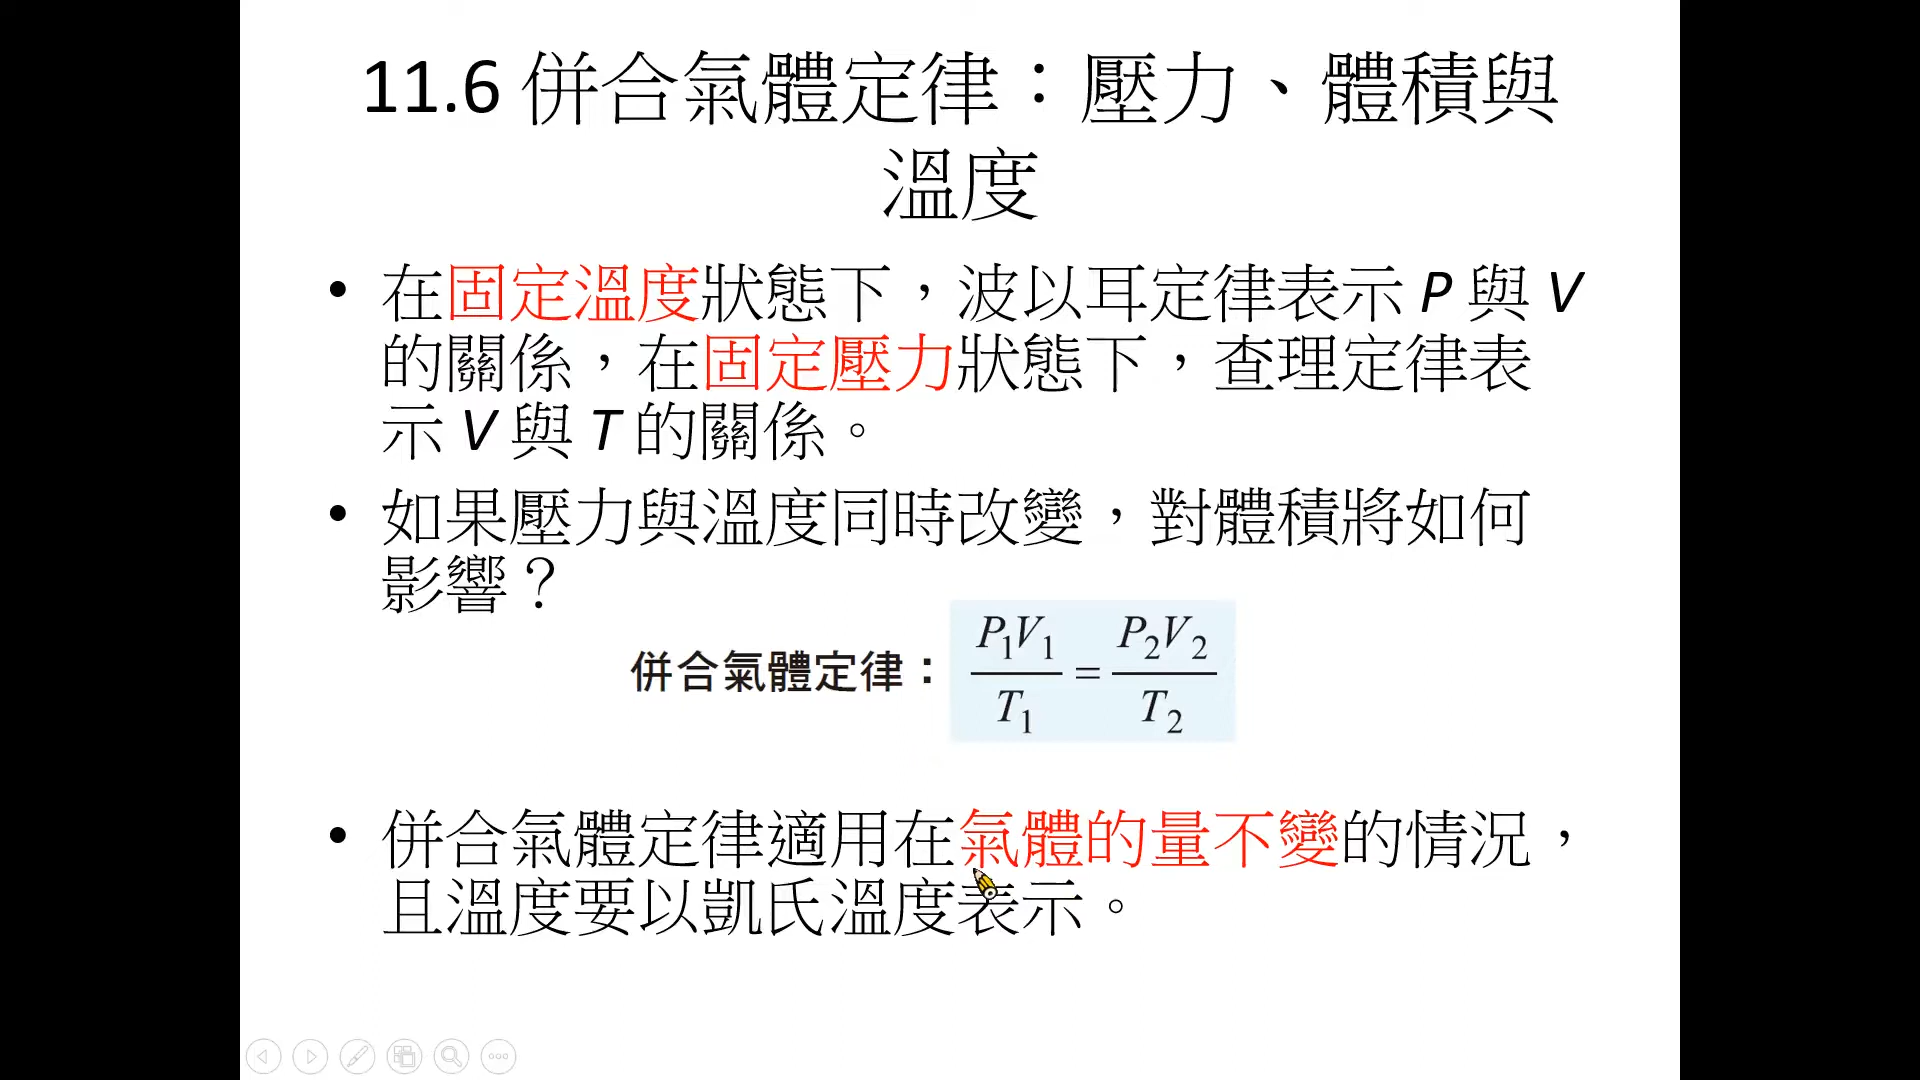 11.6 併合氣體定律：壓力、體積與
溫度
• 在固定溫度狀態下，波以耳定律表示 P 與 V
的關係，在固定壓力狀態下，查理定律表
示 V 與 T 的關係。
• 如果壓力與溫度同時改變，對體積將如何
影響？
併合氣體定律： P₁V₁/T₁ = P₂V₂/T₂
• 併合氣體定律適用在氣體的量不變的情況，
且溫度要以凱氏溫度表示。